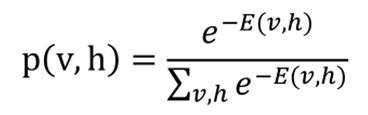 p(v, h) = e^{-E(v,h)} / ∑_{v,h} e^{-E(v,h)}